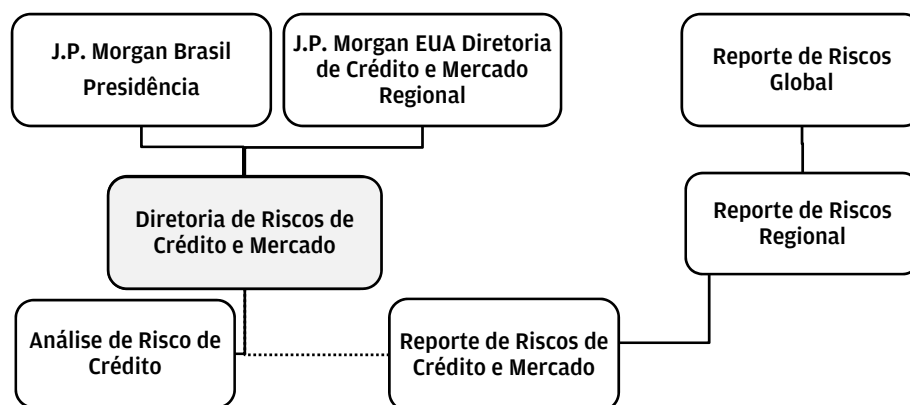 J.P. Morgan Brasil
Presidência
J.P. Morgan EUA Diretoria
de Crédito e Mercado
Regional
Reporte de Riscos
Global
Diretoria de Riscos de
Crédito e Mercado
Reporte de Riscos
Regional
Análise de Risco de
Crédito
Reporte de Riscos de
Crédito e Mercado